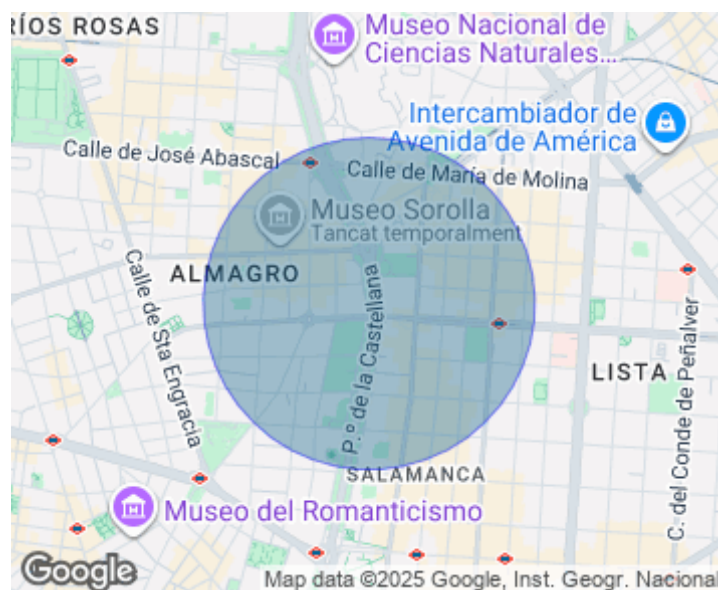 RÍOS ROSAS
Museo Nacional de
Ciencias Naturales...
Intercambiador de
Avenida de América
Calle de José Abascal
Calle de María de Molina
Museo Sorolla
Tancat temporalment
ALMAGRO
Calle de Sta Engracia
P.º de la Castellana
C. del Conde de Peñalver
LISTA
SALAMANCA
Museo del Romanticismo
Google
Map data ©2025 Google, Inst. Geogr. Nacional